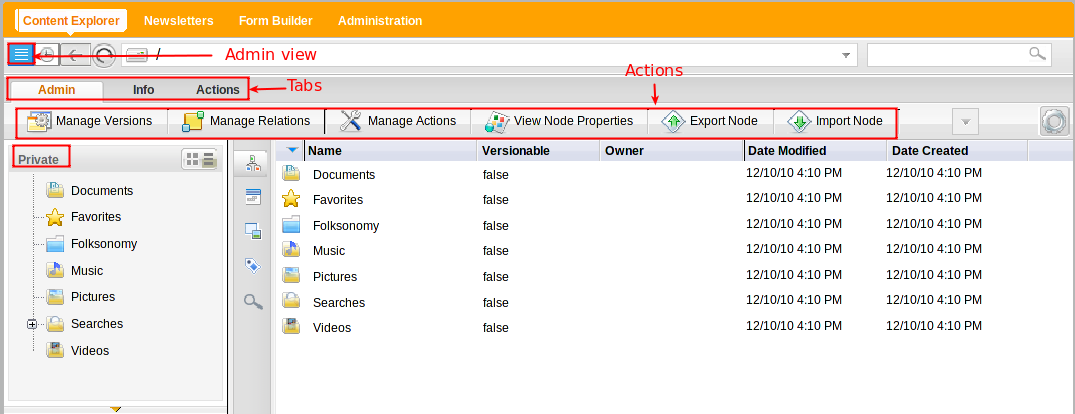 Content Explorer Newsletters Form Builder Administration
/
Admin view
Actions
Admin Info Actions
Tabs
Manage Versions Manage Relations Manage Actions View Node Properties Export Node Import Node
Private
Documents
Favorites
Folksonomy
Music
Pictures
Searches
Videos
Name Versionable Owner Date Modified Date Created
Documents false 12/10/10 4:10 PM 12/10/10 4:10 PM
Favorites false 12/10/10 4:10 PM 12/10/10 4:10 PM
Folksonomy false 12/10/10 4:10 PM 12/10/10 4:10 PM
Music false 12/10/10 4:10 PM 12/10/10 4:10 PM
Pictures false 12/10/10 4:10 PM 12/10/10 4:10 PM
Searches false 12/10/10 4:10 PM 12/10/10 4:10 PM
Videos false 12/10/10 4:10 PM 12/10/10 4:10 PM